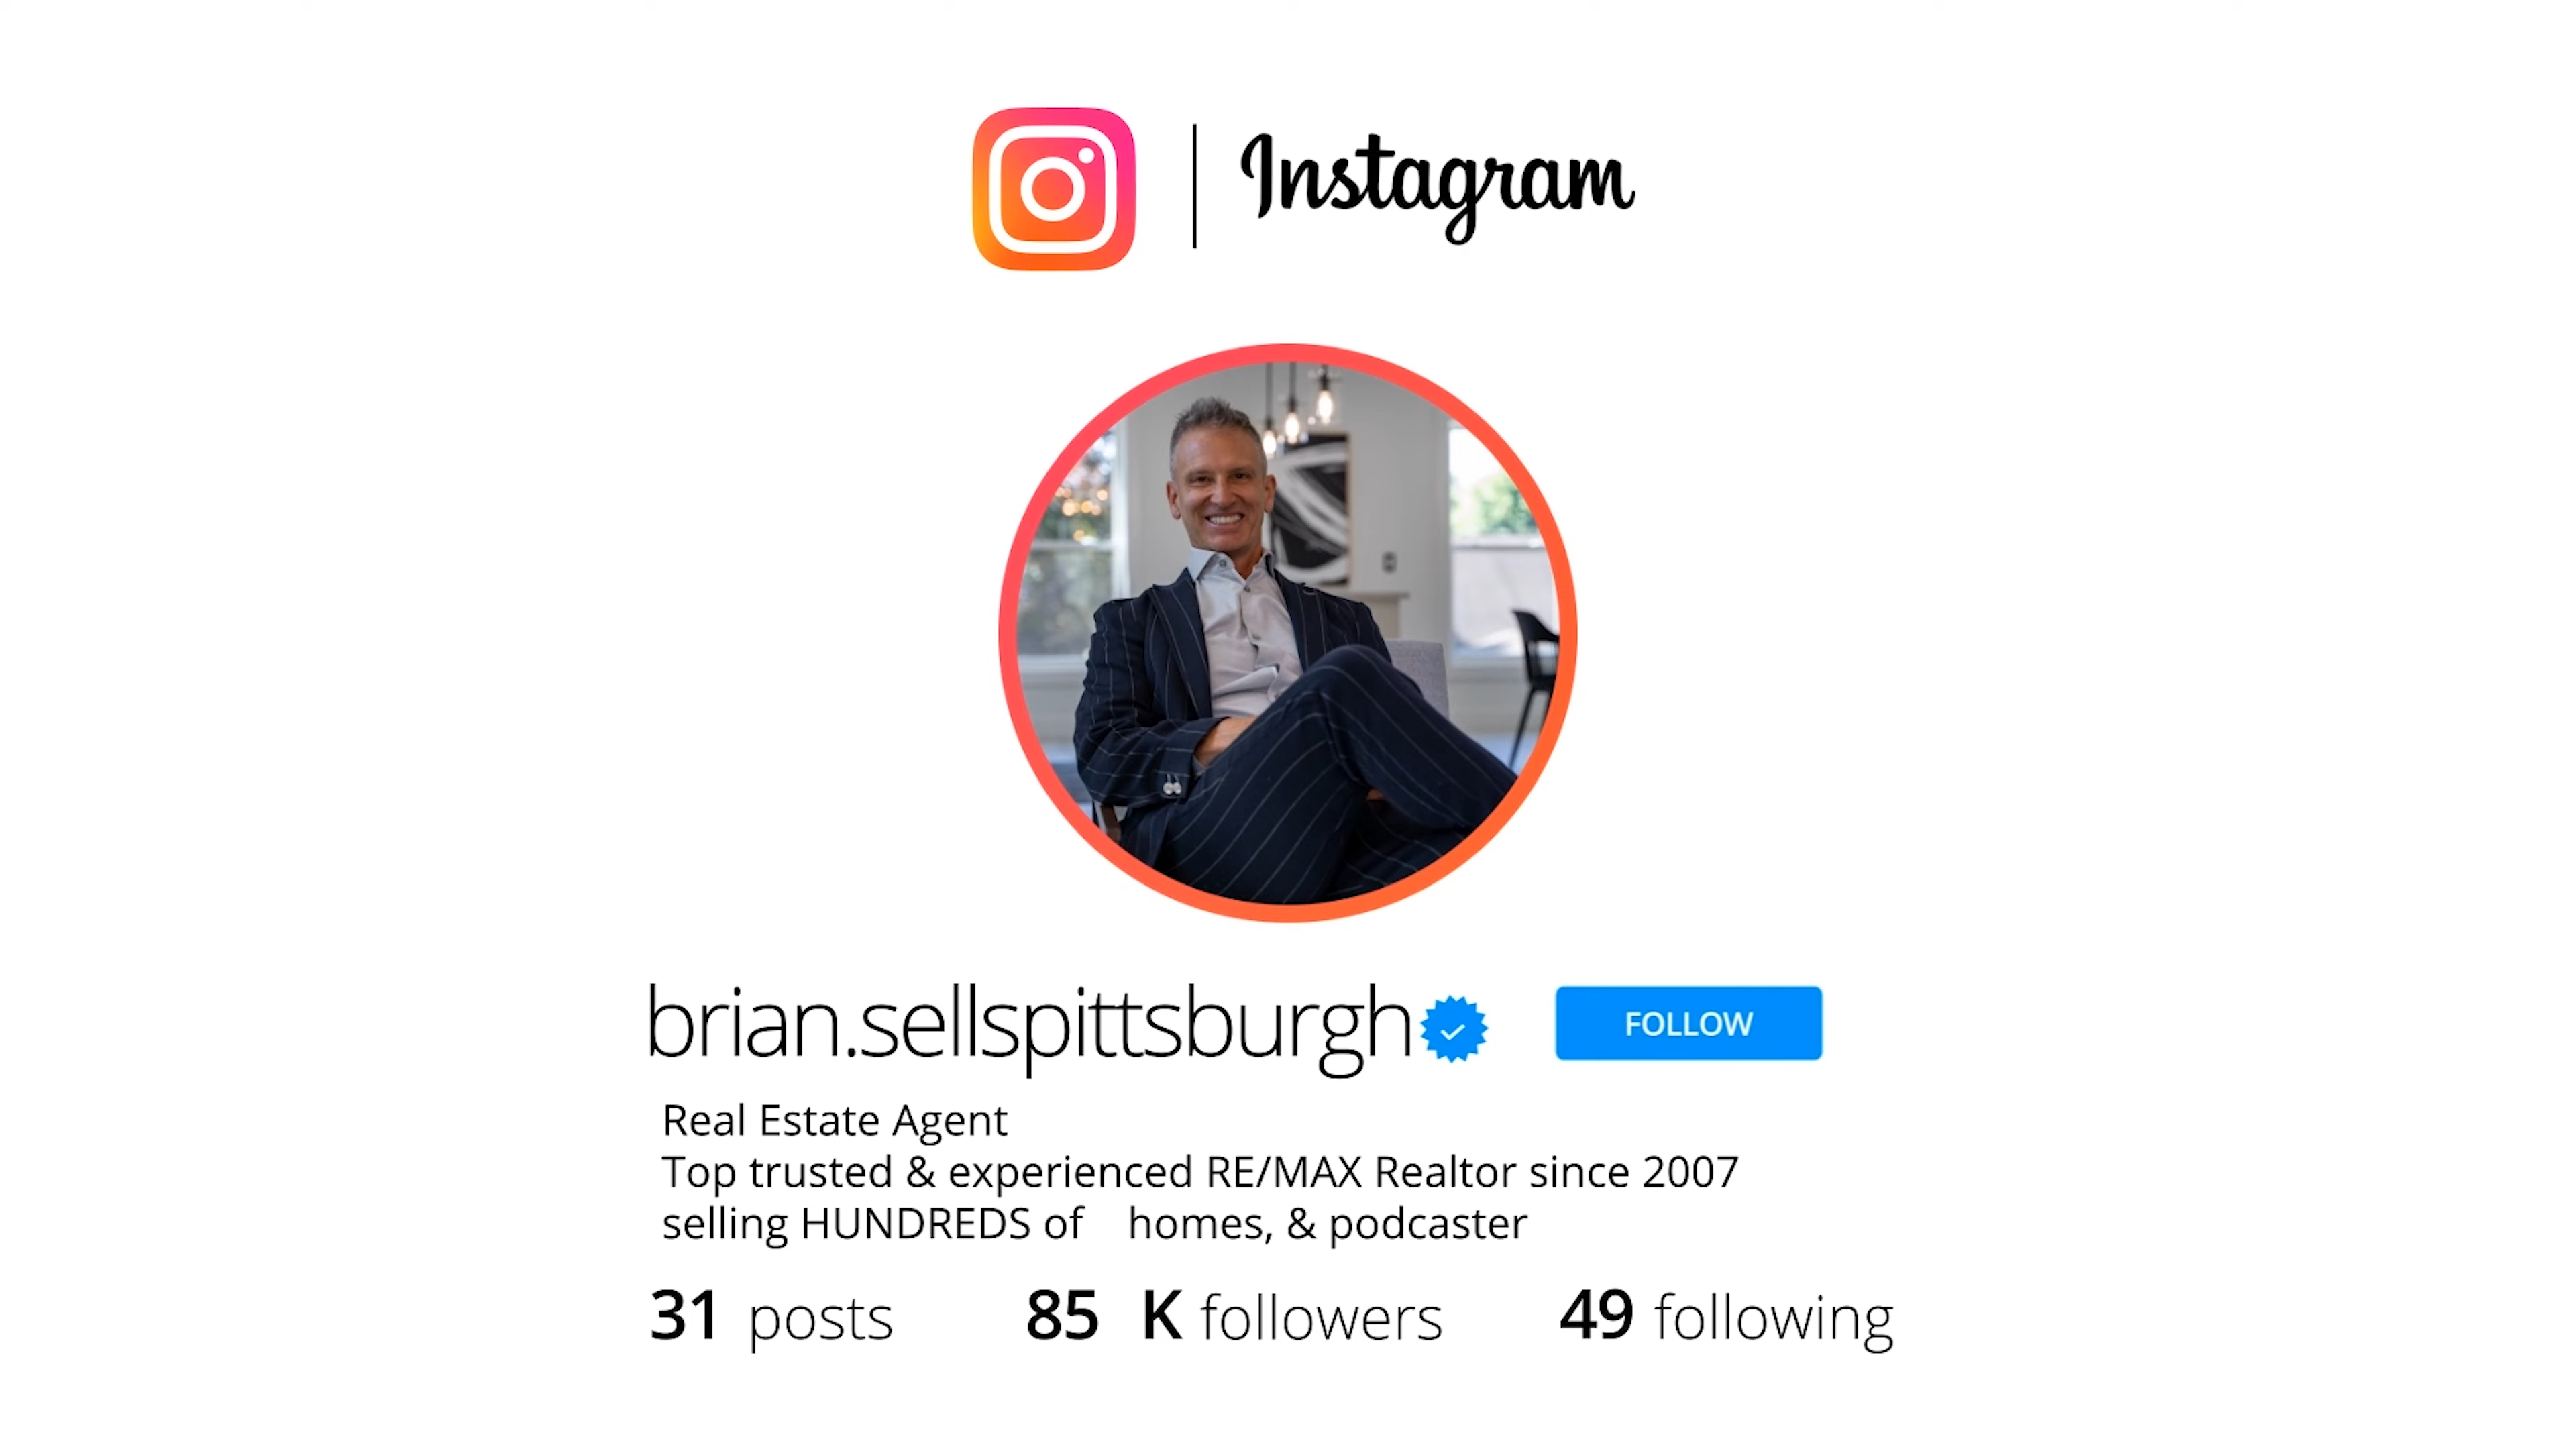 Instagram
brian.sellspittsburgh
FOLLOW
Real Estate Agent
Top trusted & experienced RE/MAX Realtor since 2007
selling HUNDREDS of homes, & podcaster
31 posts 85 K followers 49 following